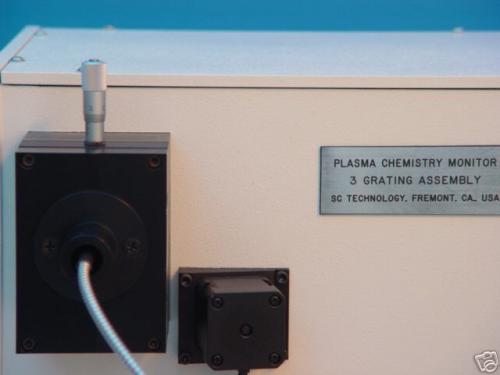 PLASMA CHEMISTRY MONITOR
3 GRATING ASSEMBLY
SC TECHNOLOGY, FREMONT, CA., USA